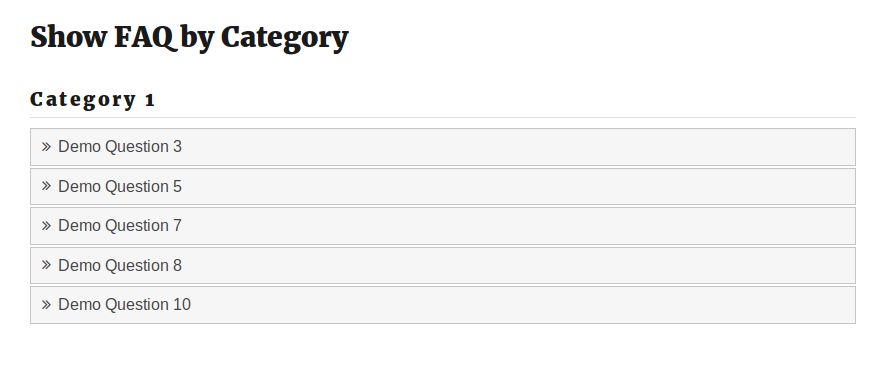 Show FAQ by Category
Category 1
» Demo Question 3
» Demo Question 5
» Demo Question 7
» Demo Question 8
» Demo Question 10